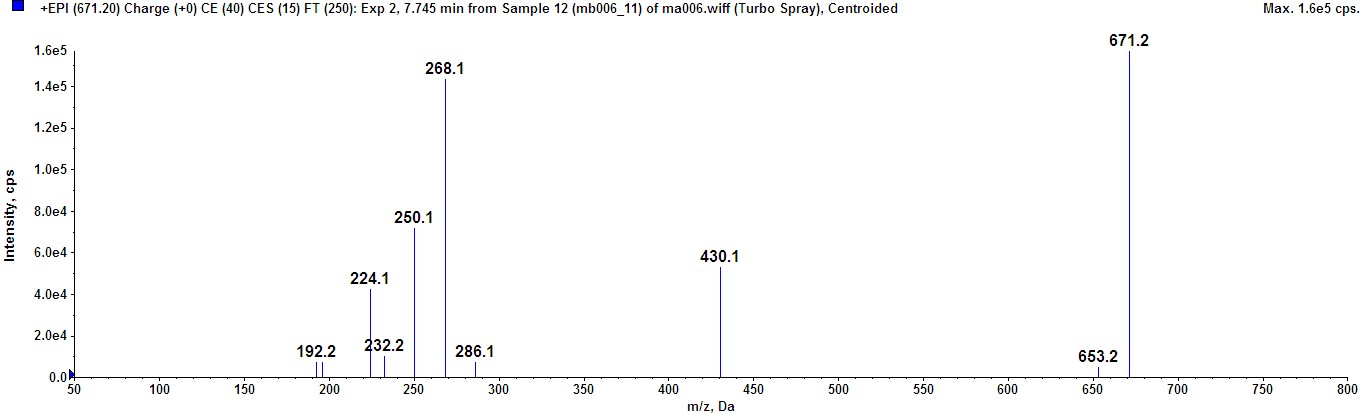 +EPI (671.20) Charge (+0) CE (40) CES (15) FT (250): Exp 2, 7.745 min from Sample 12 (mb006_11) of ma006.wiff (Turbo Spray), Centroided Max. 1.6e5 cps.
1.6e5
1.4e5
1.2e5
1.0e5
8.0e4
6.0e4
4.0e4
2.0e4
0.0
Intensity, cps
671.2
268.1
250.1
430.1
224.1
232.2
192.2
286.1
653.2
50 100 150 200 250 300 350 400 450 500 550 600 650 700 750 800
m/z, Da